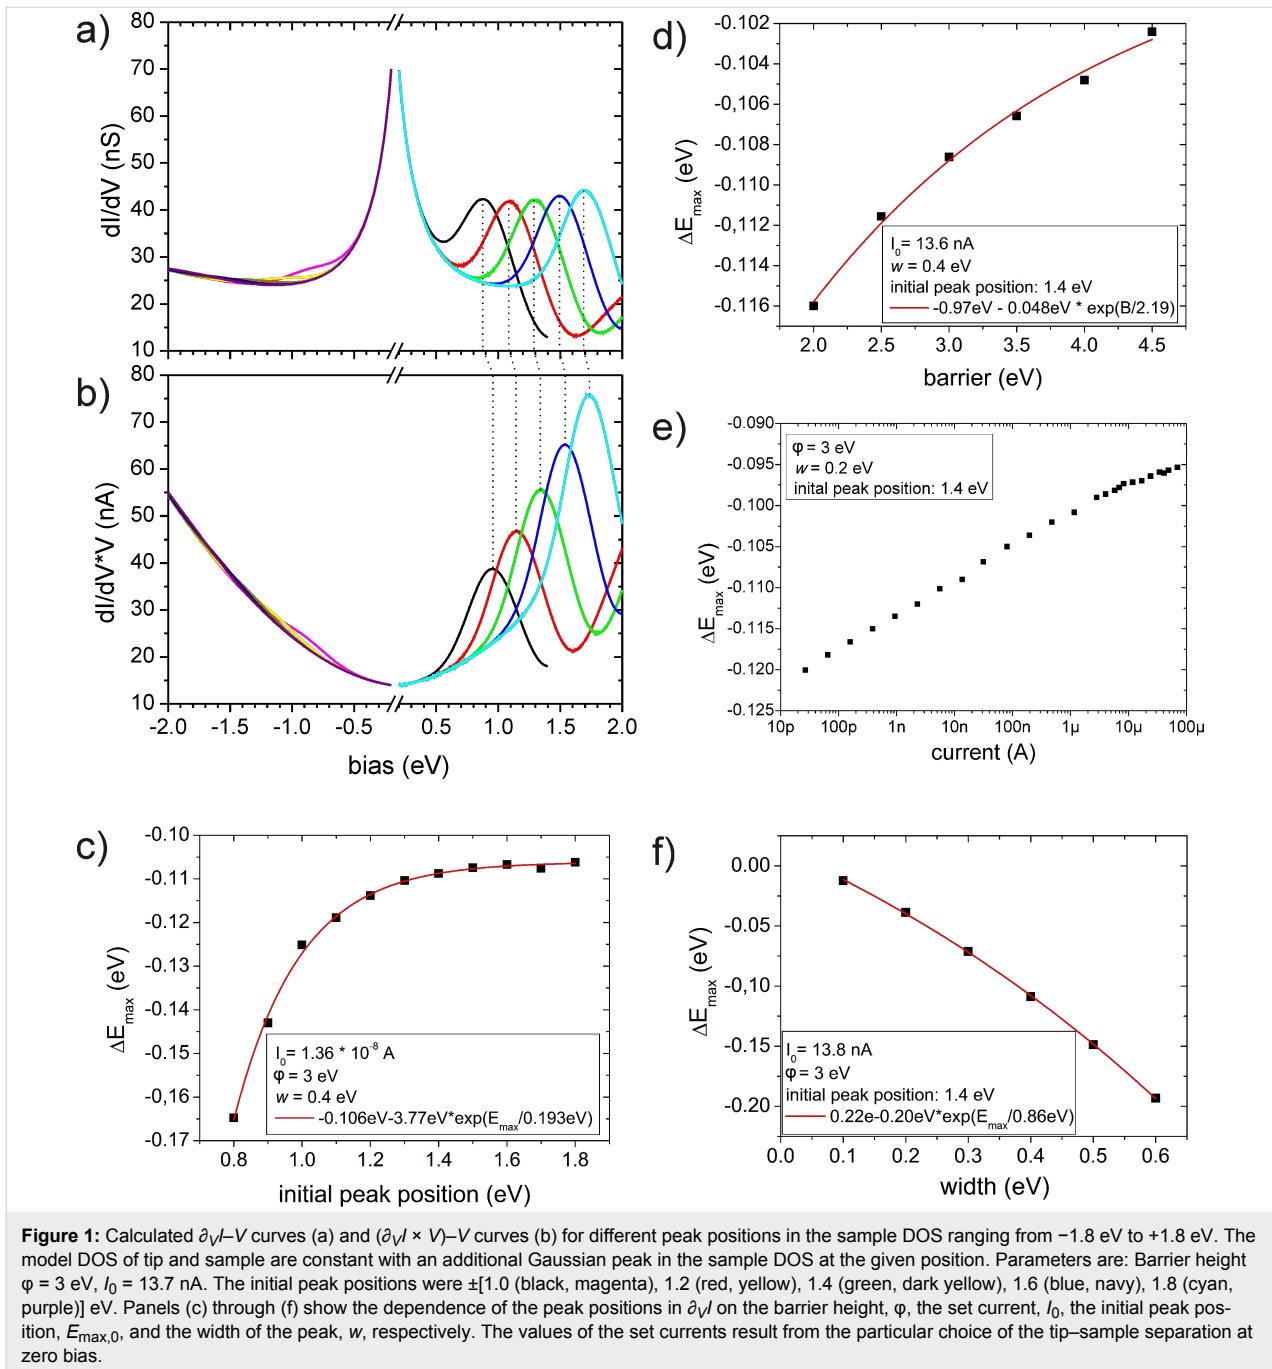 a)
80
70
60
50
40
30
20
10
dI/dV (nS)
b)
80
70
60
50
40
30
20
10
dI/dV*V (nA)
-2.0 -1.5 -1.0 -0.5 0.5 1.0 1.5 2.0
bias (eV)
d)
-0.102
-0,104
-0,106
-0,108
-0,110
-0,112
-0,114
-0,116
ΔE_max (eV)
I_0= 13.6 nA
w = 0.4 eV
initial peak position: 1.4 eV
-0.97eV - 0.048eV * exp(B/2.19)
2.0 2.5 3.0 3.5 4.0 4.5
barrier (eV)
e)
-0.090
-0.095
-0.100
-0.105
-0.110
-0.115
-0.120
-0.125
ΔE_max (eV)
φ = 3 eV
w = 0.2 eV
inital peak position: 1.4 eV
10p 100p 1n 10n 100n 1µ 10µ 100µ
current (A)
c)
-0.10
-0.11
-0.12
-0.13
-0.14
-0.15
-0.16
-0.17
ΔE_max (eV)
I_0= 1.36 * 10^-8 A
φ = 3 eV
w = 0.4 eV
-0.106eV-3.77eV*exp(E_max/0.193eV)
0.8 1.0 1.2 1.4 1.6 1.8
initial peak position (eV)
f)
0.00
-0.05
-0,10
-0.15
-0.20
ΔE_max (eV)
I_0= 13.8 nA
φ = 3 eV
initial peak position: 1.4 eV
0.22e-0.20eV*exp(E_max/0.86eV)
0.0 0.1 0.2 0.3 0.4 0.5 0.6
width (eV)
Figure 1: Calculated ∂_VI–V curves (a) and (∂_VI × V)–V curves (b) for different peak positions in the sample DOS ranging from −1.8 eV to +1.8 eV. The
model DOS of tip and sample are constant with an additional Gaussian peak in the sample DOS at the given position. Parameters are: Barrier height
φ = 3 eV, I_0 = 13.7 nA. The initial peak positions were ±[1.0 (black, magenta), 1.2 (red, yellow), 1.4 (green, dark yellow), 1.6 (blue, navy), 1.8 (cyan,
purple)] eV. Panels (c) through (f) show the dependence of the peak positions in ∂_VI on the barrier height, φ, the set current, I_0, the initial peak pos-
ition, E_max,0, and the width of the peak, w, respectively. The values of the set currents result from the particular choice of the tip–sample separation at
zero bias.